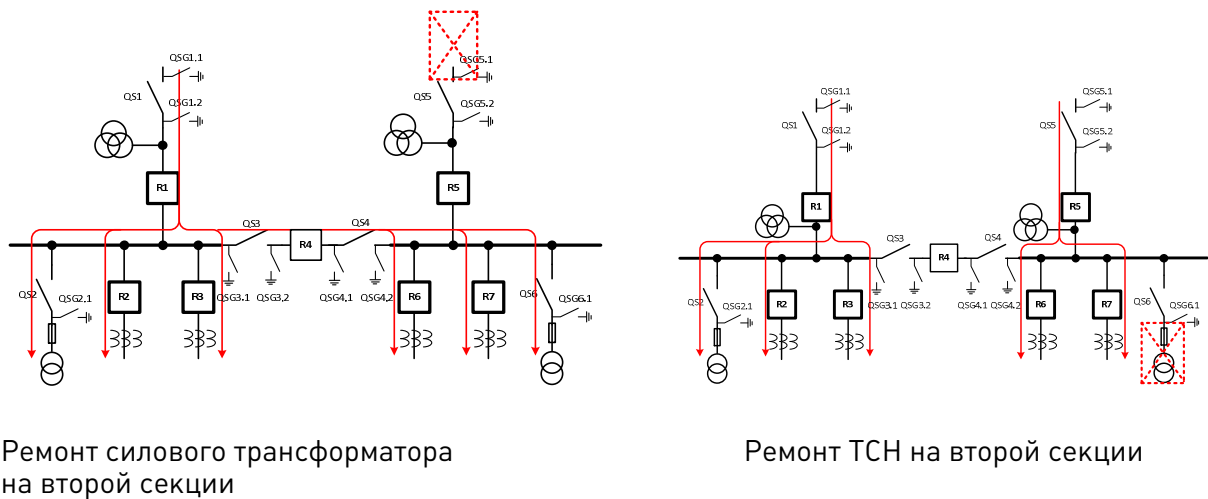 QSG1.1
QS1
QSG1.2
R1
QSG5.1
QS5
QSG5.2
R5
QS3
QS4
R4
QS2
QSG2.1
R2
R3
QSG3.1
QSG3.2
QSG4.1
QSG4.2
R6
R7
QS6
QSG6.1
Ремонт силового трансформатора
на второй секции
QSG1.1
QS1
QSG1.2
R1
QSG5.1
QS5
QSG5.2
R5
QS3
QS4
R4
QS2
QSG2.1
R2
R3
QSG3.1
QSG3.2
QSG4.1
QSG4.2
R6
R7
QS6
QSG6.1
Ремонт ТСН на второй секции